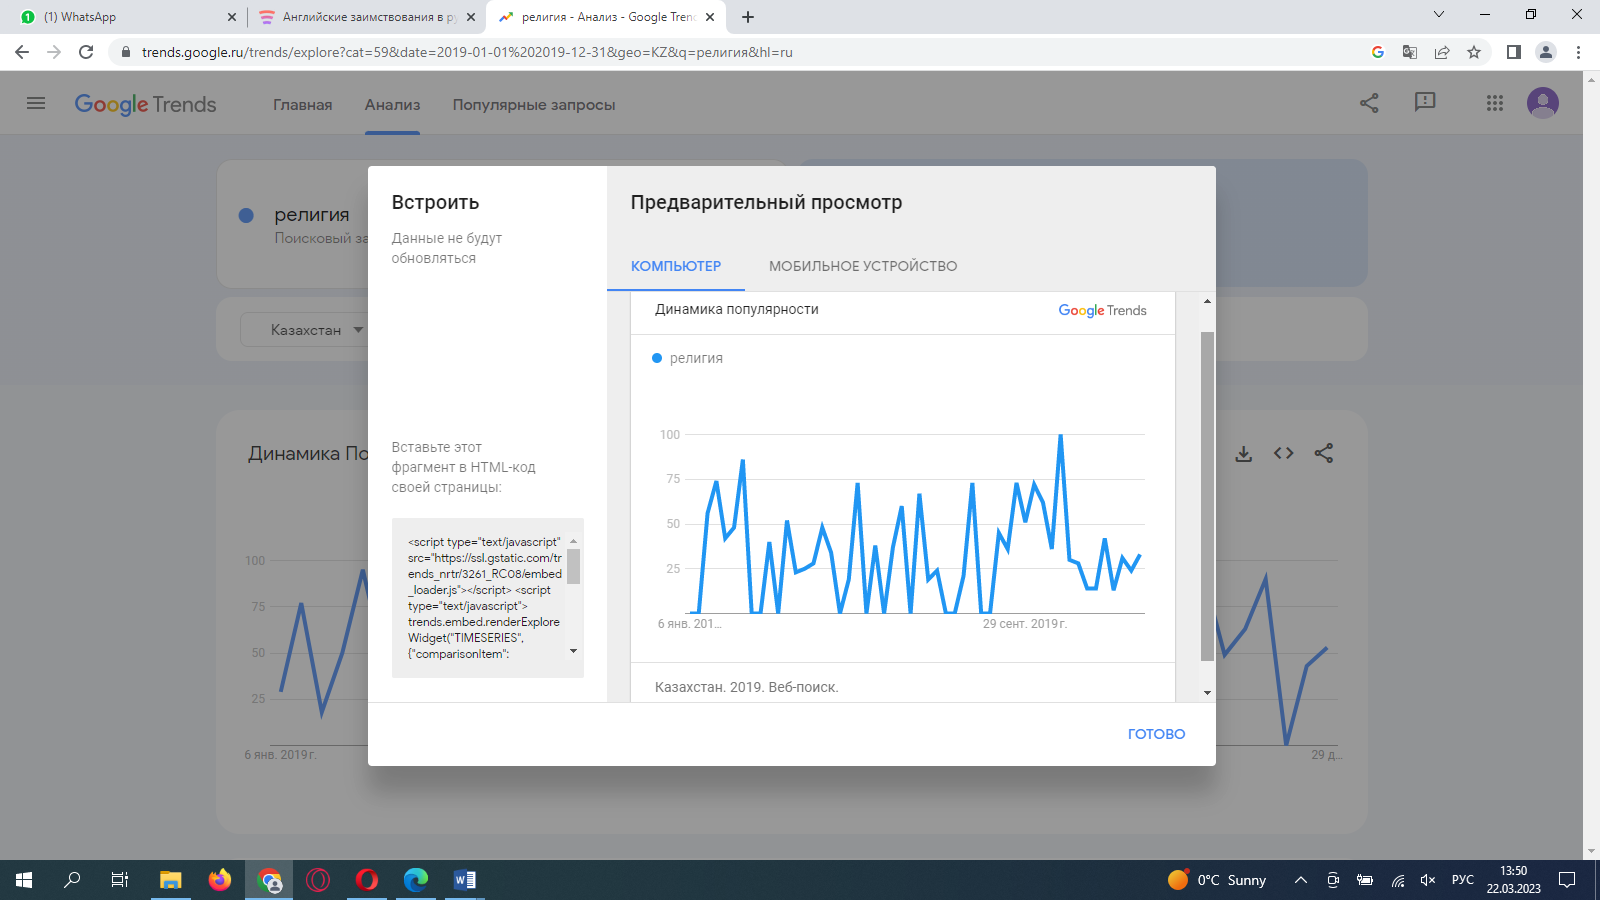 (1) WhatsApp
Английские заимствования в ру
религия - Анализ - Google Tren
trends.google.ru/trends/explore?cat=59&date=2019-01-01%202019-12-31&geo=KZ&q=религия&hl=ru
Google Trends
Главная
Анализ
Популярные запросы
религия
Поисковый за
Казахстан
Динамика По
100
75
50
25
6 янв. 2019 г.
29 д...
Встроить
Данные не будут
обновляться
Вставьте этот
фрагмент в HTML-код
своей страницы:
<script type="text/javascript"
src="https://ssl.gstatic.com/tr
ends_nrtr/3261_RC08/embed
_loader.js"></script> <script
type="text/javascript">
trends.embed.renderExplore
Widget("TIMESERIES",
{"comparisonItem":
Предварительный просмотр
КОМПЬЮТЕР
МОБИЛЬНОЕ УСТРОЙСТВО
Динамика популярности
Google Trends
религия
100
75
50
25
6 янв. 201...
29 сент. 2019 г.
Казахстан. 2019. Веб-поиск.
ГОТОВО
0°C Sunny
РУС
13:50
22.03.2023